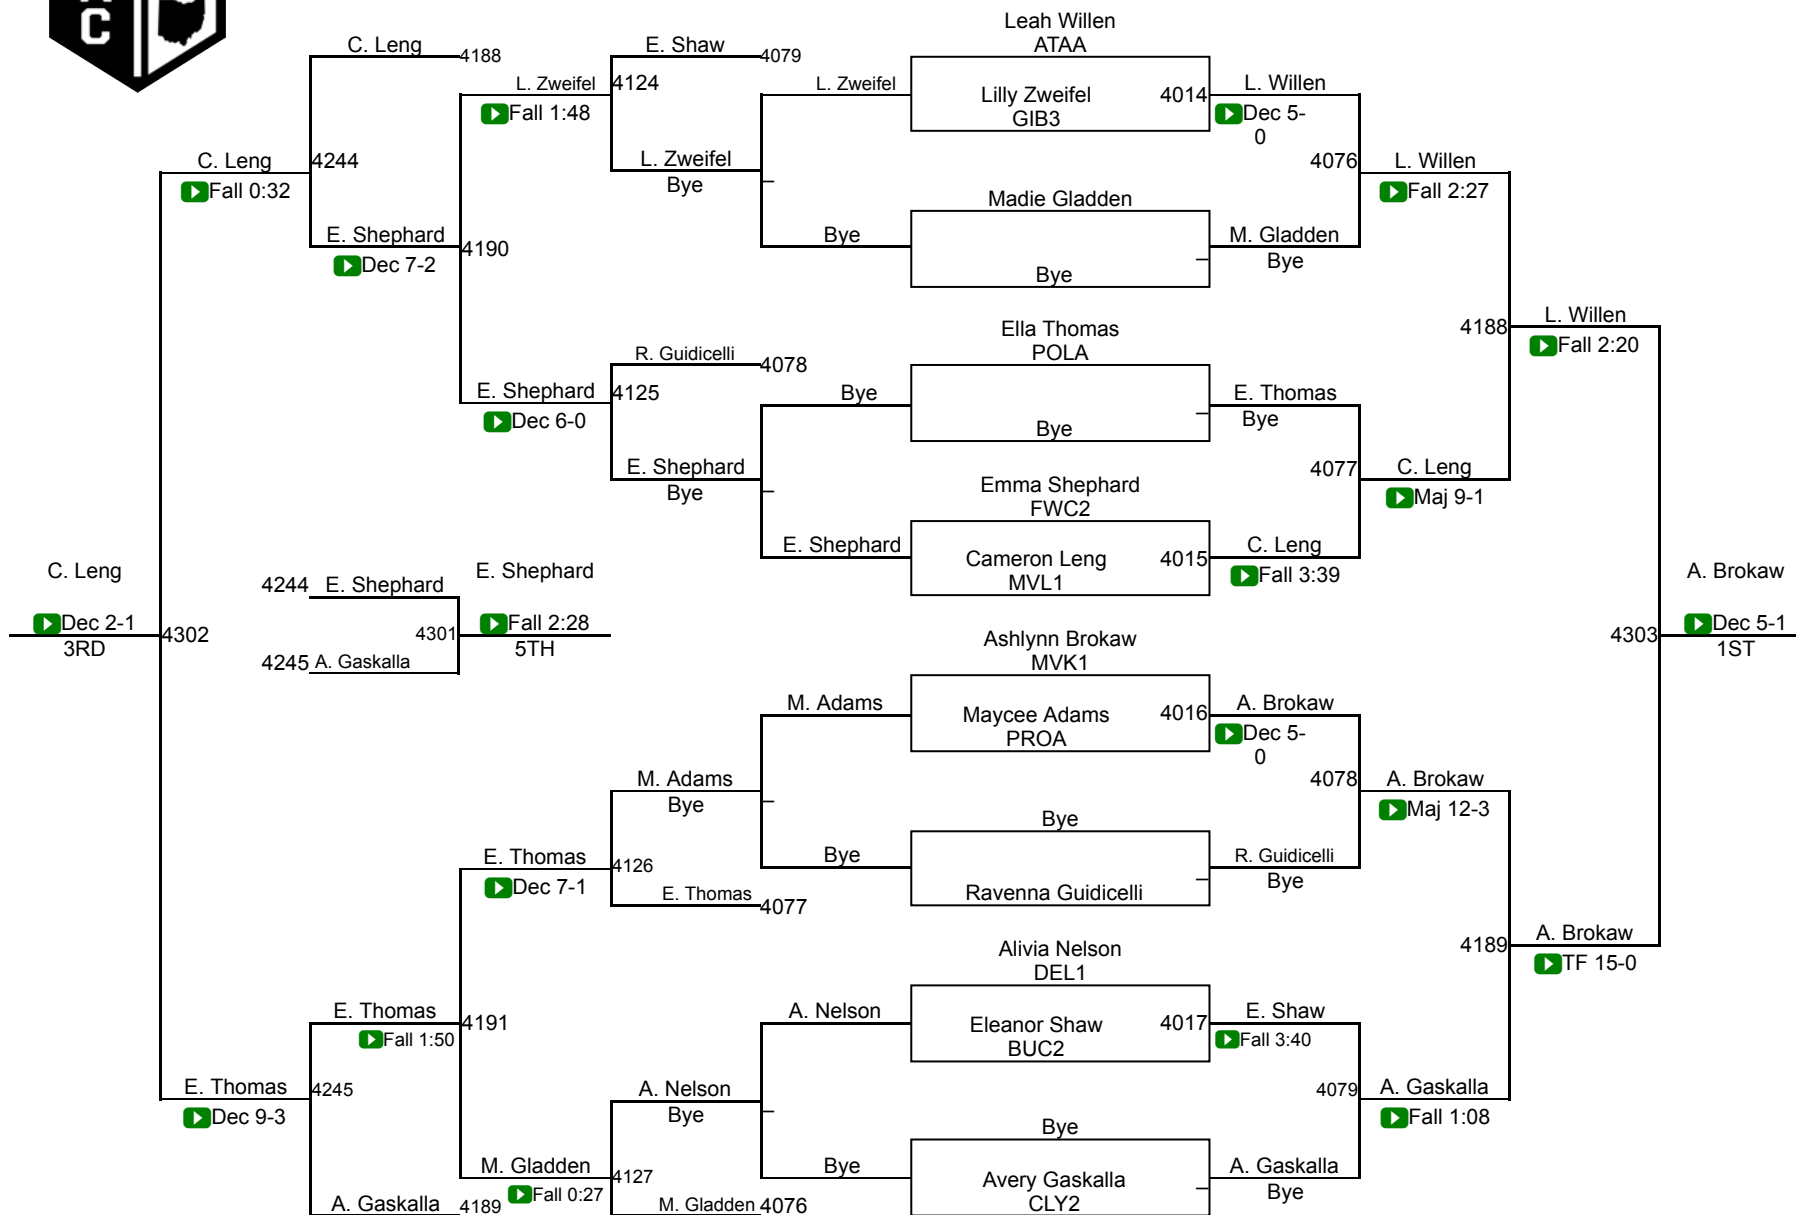 C
Leah Willen
ATAA
C. Leng
4188
E. Shaw
4079
L. Zweifel
4124
Fall 1:48
L. Zweifel
Lilly Zweifel
GIB3
4014
L. Willen
Dec 5-
0
C. Leng
4244
Fall 0:32
L. Zweifel
Bye
4076
L. Willen
Fall 2:27
Madie Gladden
E. Shephard
4190
Dec 7-2
Bye
Bye
M. Gladden
Bye
Ella Thomas
POLA
4188
L. Willen
Fall 2:20
R. Guidicelli
4078
E. Shephard
4125
Dec 6-0
Bye
Bye
E. Thomas
Bye
E. Shephard
Bye
4077
C. Leng
Maj 9-1
Emma Shephard
FWC2
E. Shephard
Cameron Leng
MVL1
4015
C. Leng
Fall 3:39
C. Leng
Dec 2-1
3RD
4302
4244
E. Shephard
4245
A. Gaskalla
4301
E. Shephard
Fall 2:28
5TH
A. Brokaw
4303
Dec 5-1
1ST
Ashlynn Brokaw
MVK1
M. Adams
Maycee Adams
PROA
4016
A. Brokaw
Dec 5-
0
M. Adams
Bye
4078
A. Brokaw
Maj 12-3
Bye
E. Thomas
4126
Dec 7-1
Bye
Ravenna Guidicelli
R. Guidicelli
Bye
E. Thomas
4077
Alivia Nelson
DEL1
4189
A. Brokaw
TF 15-0
E. Thomas
4191
Fall 1:50
A. Nelson
Eleanor Shaw
BUC2
4017
E. Shaw
Fall 3:40
E. Thomas
4245
Dec 9-3
A. Nelson
Bye
4079
A. Gaskalla
Fall 1:08
Bye
M. Gladden
4127
Fall 0:27
Bye
Avery Gaskalla
CLY2
A. Gaskalla
Bye
A. Gaskalla
4189
M. Gladden
4076